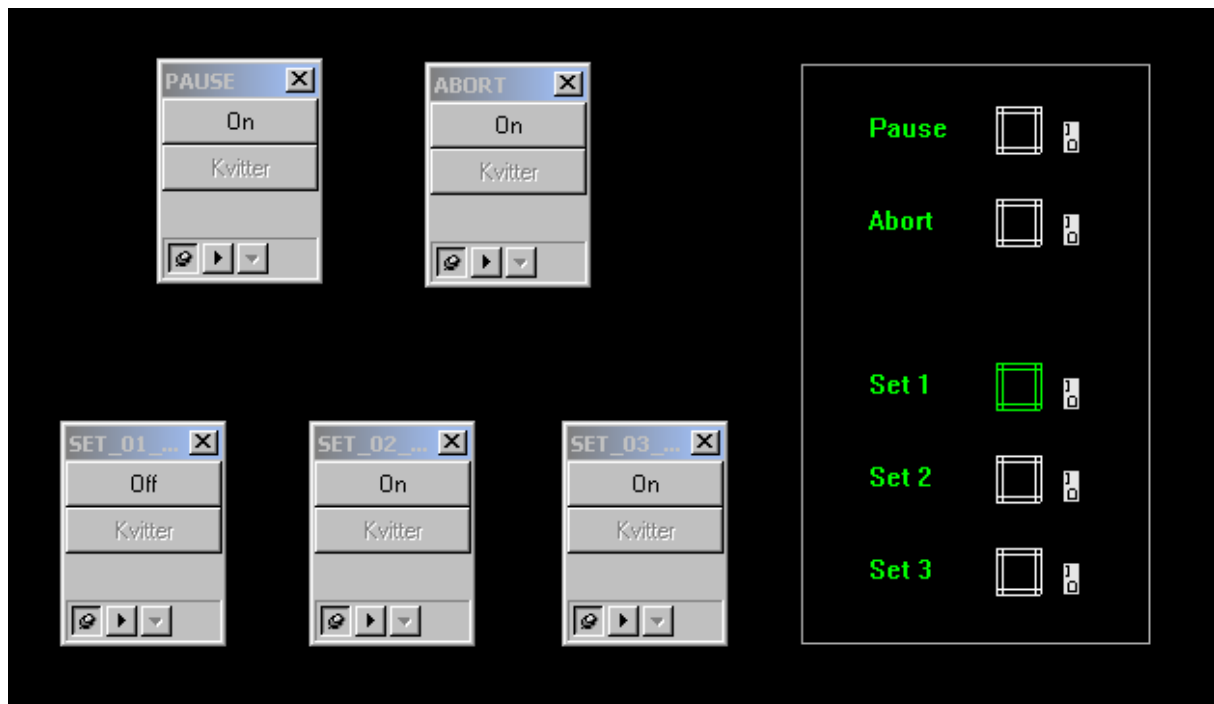 PAUSE
On
Kvitter
ABORT
On
Kvitter
SET_01_...
Off
Kvitter
SET_02_...
On
Kvitter
SET_03_...
On
Kvitter
Pause
Abort
Set 1
Set 2
Set 3